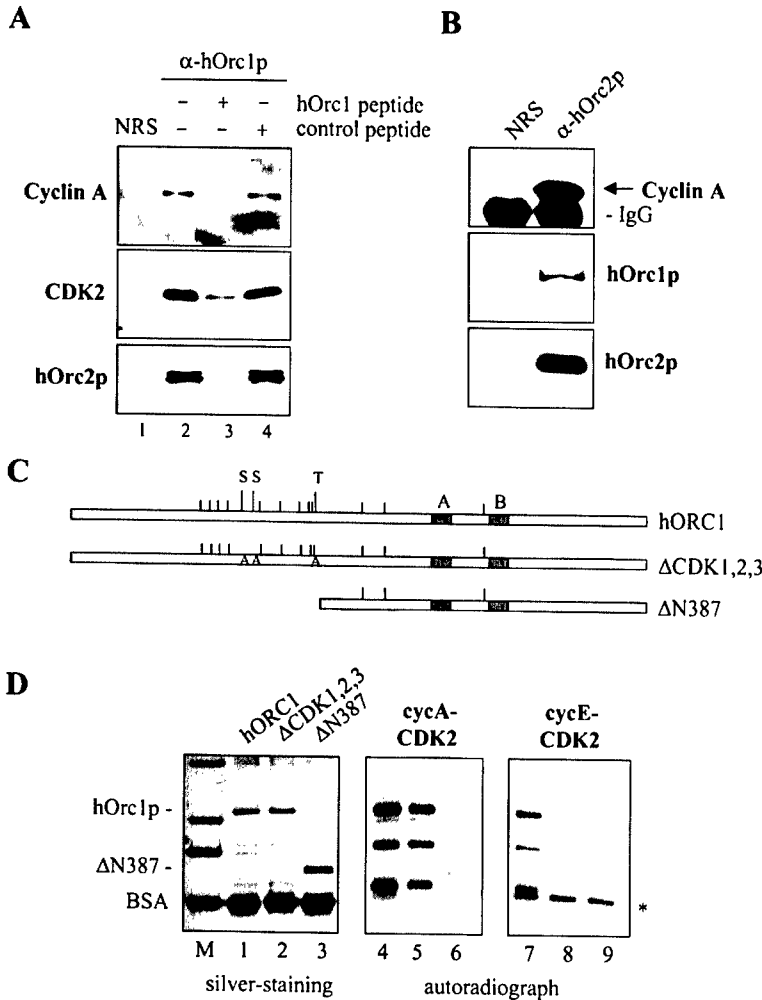 A
α-hOrc1p
- + - hOrc1 peptide
NRS - - + control peptide
Cyclin A
CDK2
hOrc2p
1 2 3 4
B
NRS α-hOrc2p
Cyclin A
- IgG
hOrc1p
hOrc2p
C
S S T
A B
hORC1
A A A
ΔCDK1,2,3
ΔN387
D
hORC1 ΔCDK1,2,3 ΔN387
cycA-
CDK2
cycE-
CDK2
hOrc1p -
ΔN387 -
BSA
*
M 1 2 3 4 5 6 7 8 9
silver-staining autoradiograph